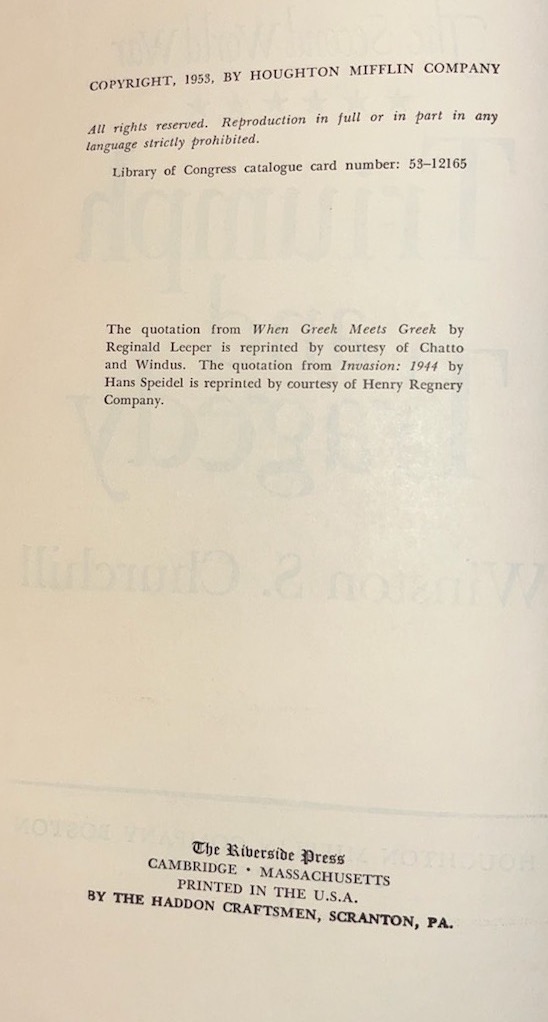 COPYRIGHT, 1953, BY HOUGHTON MIFFLIN COMPANY
All rights reserved. Reproduction in full or in part in any
language strictly prohibited.
Library of Congress catalogue card number: 53–12165
The quotation from When Greek Meets Greek by
Reginald Leeper is reprinted by courtesy of Chatto
and Windus. The quotation from Invasion: 1944 by
Hans Speidel is reprinted by courtesy of Henry Regnery
Company.
The Riverside Press
CAMBRIDGE • MASSACHUSETTS
PRINTED IN THE U.S.A.
BY THE HADDON CRAFTSMEN, SCRANTON, PA.